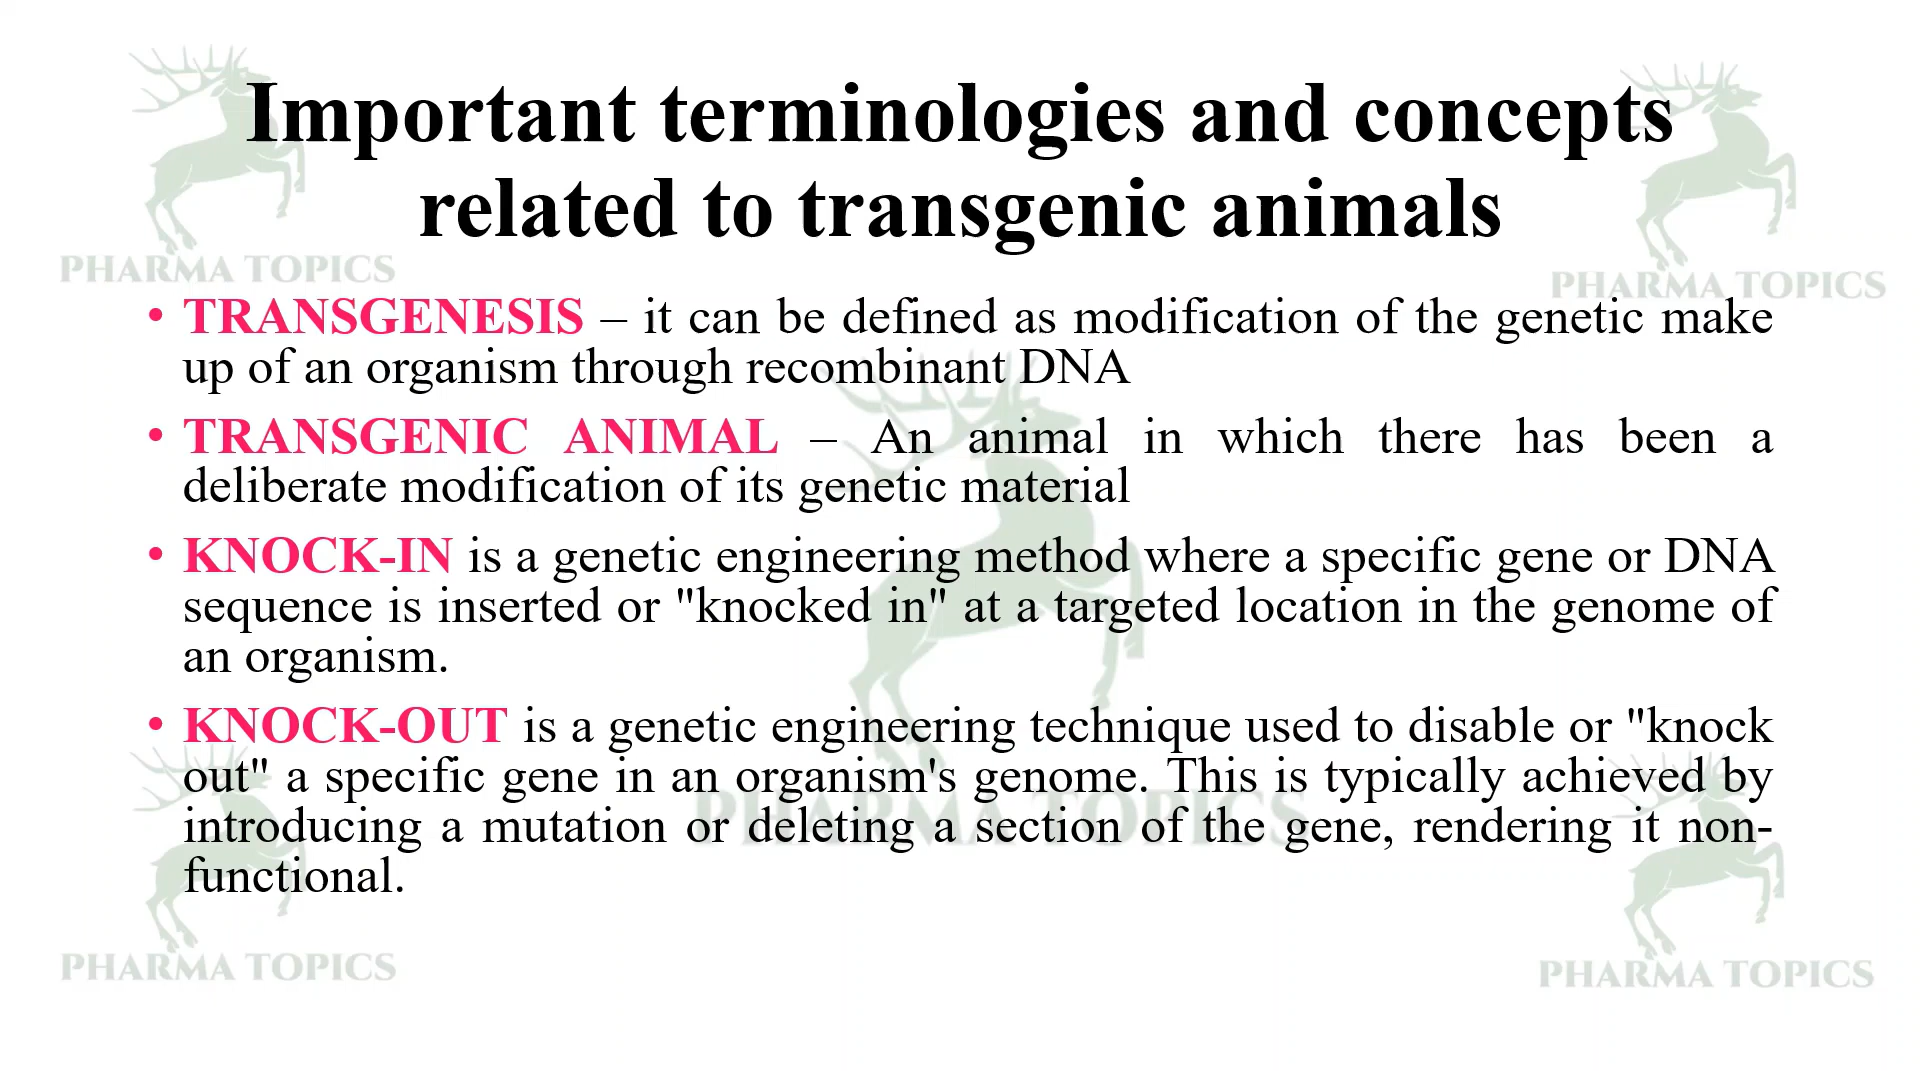 Important terminologies and concepts
related to transgenic animals
PHARMA TOPICS
PHARMA TOPICS
• TRANSGENESIS – it can be defined as modification of the genetic make
up of an organism through recombinant DNA
• TRANSGENIC ANIMAL – An animal in which there has been a
deliberate modification of its genetic material
• KNOCK-IN is a genetic engineering method where a specific gene or DNA
sequence is inserted or "knocked in" at a targeted location in the genome of
an organism.
• KNOCK-OUT is a genetic engineering technique used to disable or "knock
out" a specific gene in an organism's genome. This is typically achieved by
PHARMA TOPICS
introducing a mutation or deleting a section of the gene, rendering it non-
functional.
PHARMA TOPICS
PHARMA TOPICS